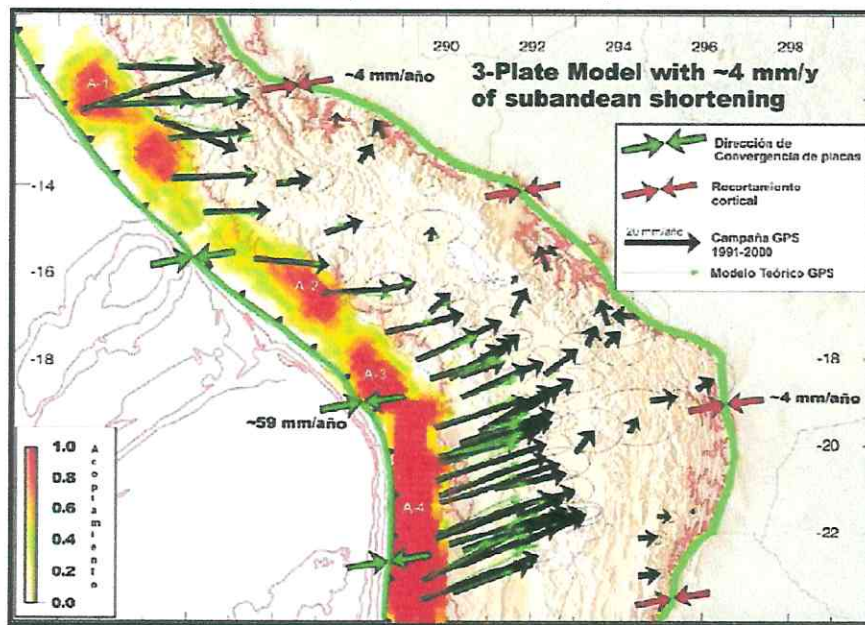 290 292 294 296 298
3-Plate Model with ~4 mm/y
of subandean shortening
~4 mm/año
Dirección de
Convergencia de placas
Recortamiento
cortical
20 mm/año
Campaña GPS
1991-2000
Modelo Teórico GPS
A-1
-14
-16
A-2
-18
-18
A-3
~59 mm/año
~4 mm/año
-20
A-4
-22
1.0
0.8
0.6
0.4
0.2
0.0